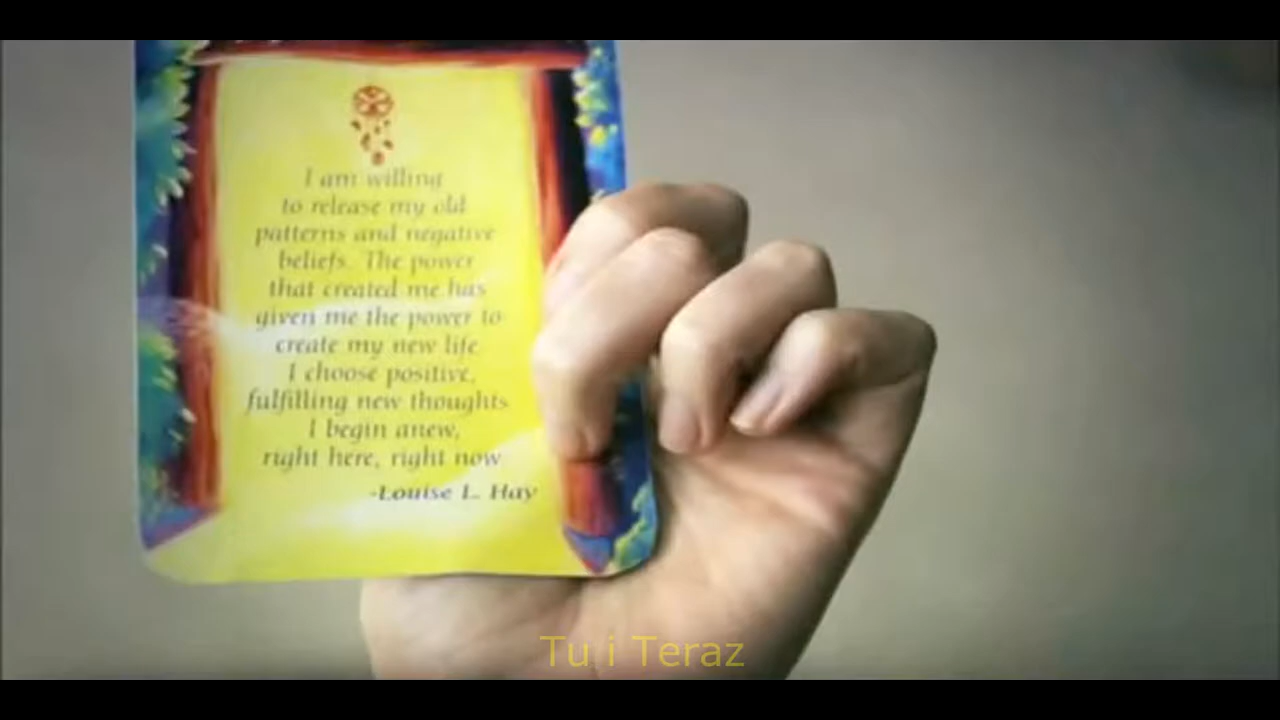 I am willing
to release my old
patterns and negative
beliefs. The power
that created me has
given me the power to
create my new life
I choose positive,
fulfilling new thoughts
I begin anew,
right here, right now
-Louise L. Hay
Tu i Teraz